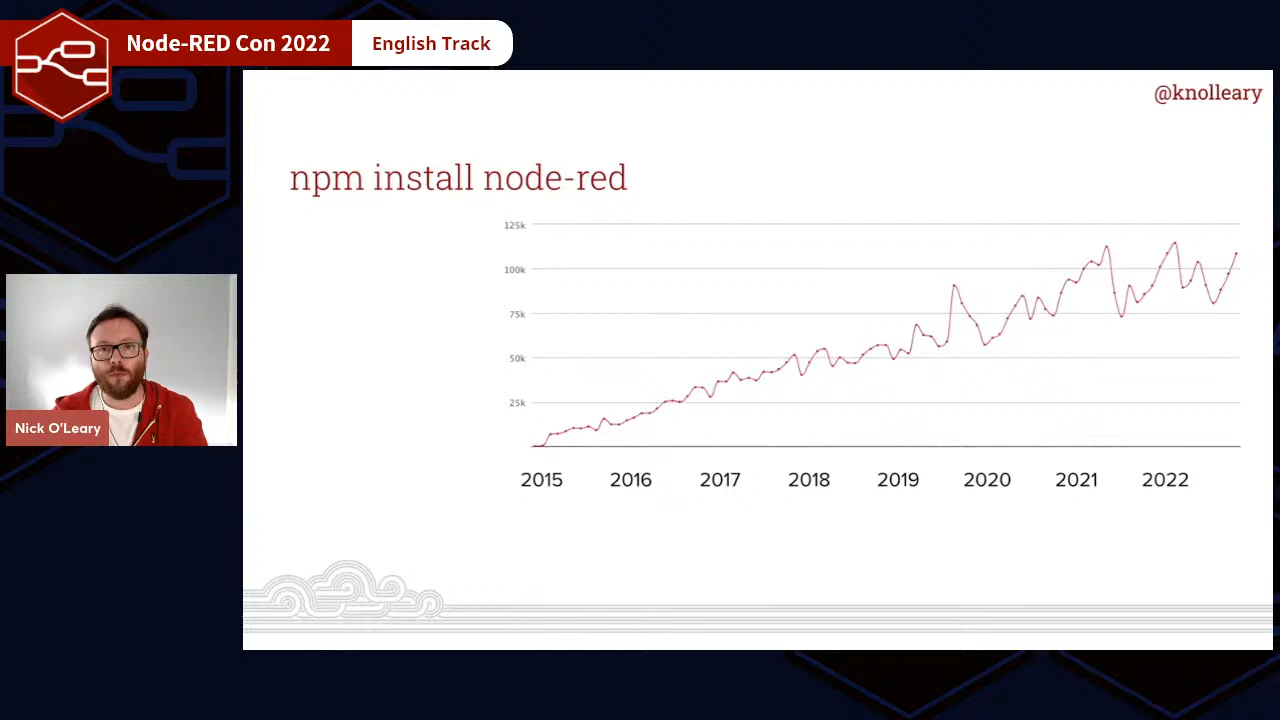 Node-RED Con 2022
English Track
@knolleary
npm install node-red
125k
100k
75k
50k
25k
2015 2016 2017 2018 2019 2020 2021 2022
Nick O'Leary